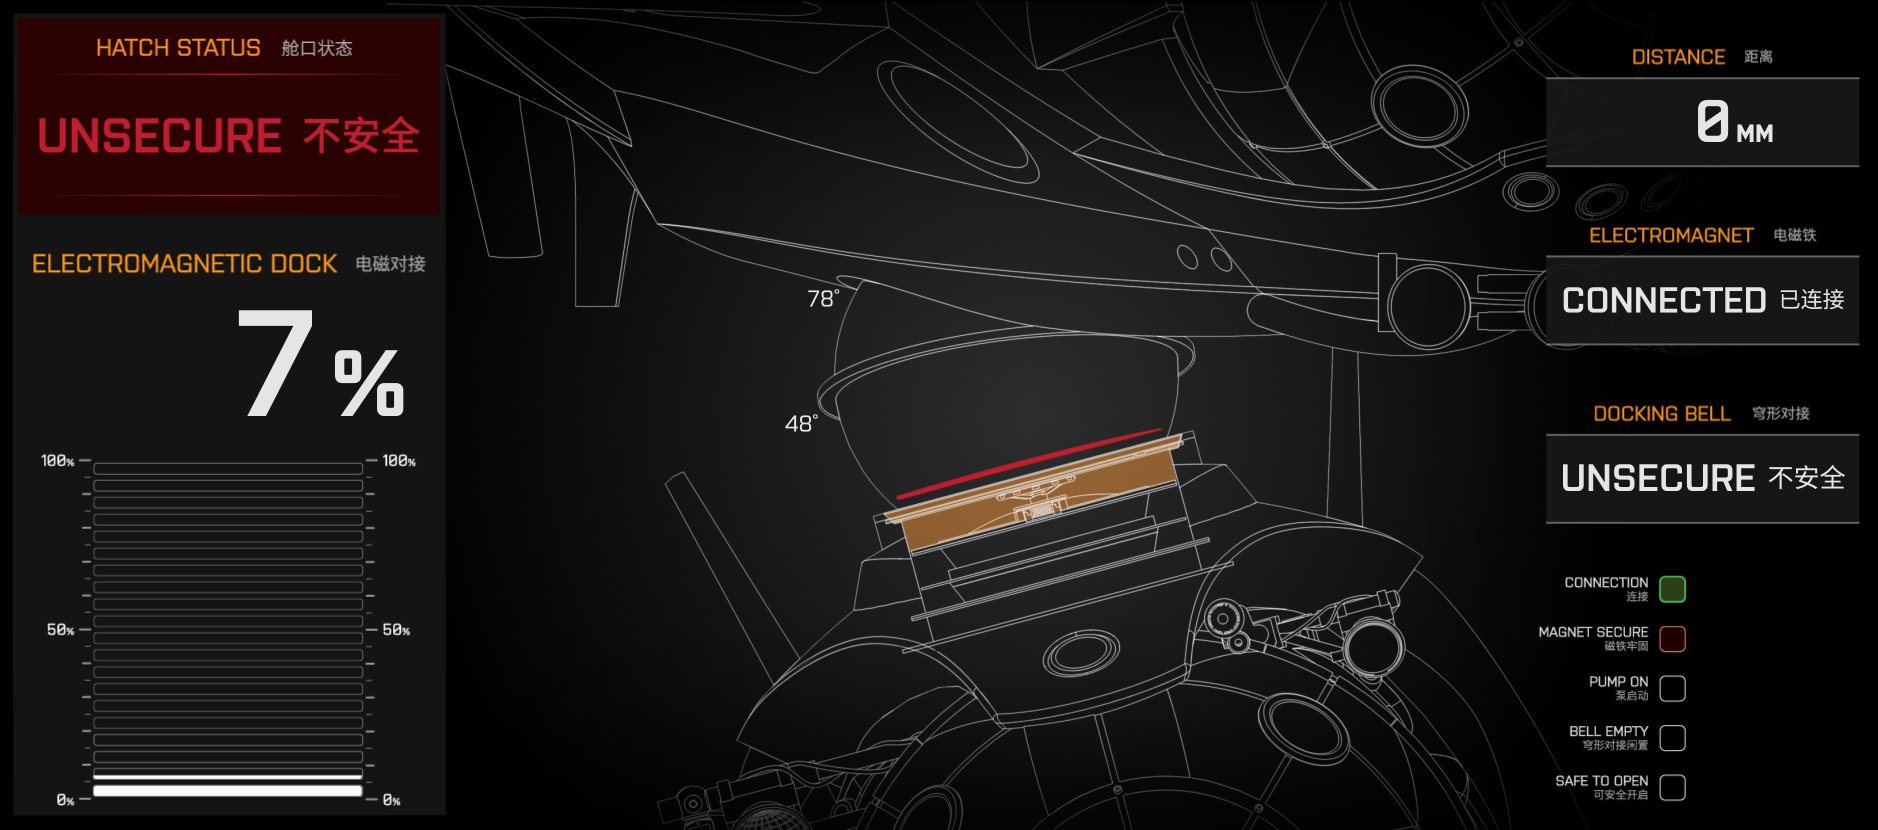 HATCH STATUS 舱口状态
UNSECURE 不安全
ELECTROMAGNETIC DOCK 电磁对接
7%
100% 100%
50% 50%
0% 0%
78°
48°
DISTANCE 距离
0 MM
ELECTROMAGNET 电磁铁
CONNECTED 已连接
DOCKING BELL 穹形对接
UNSECURE 不安全
CONNECTION
连接
MAGNET SECURE
磁铁牢固
PUMP ON
泵启动
BELL EMPTY
穹形对接闲置
SAFE TO OPEN
可安全开启